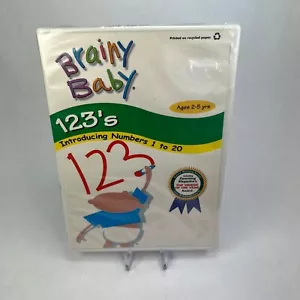 Printed on recycled paper.
Brainy
Baby
Ages 2-5 yrs
123's
Introducing Numbers 1 to 20
123